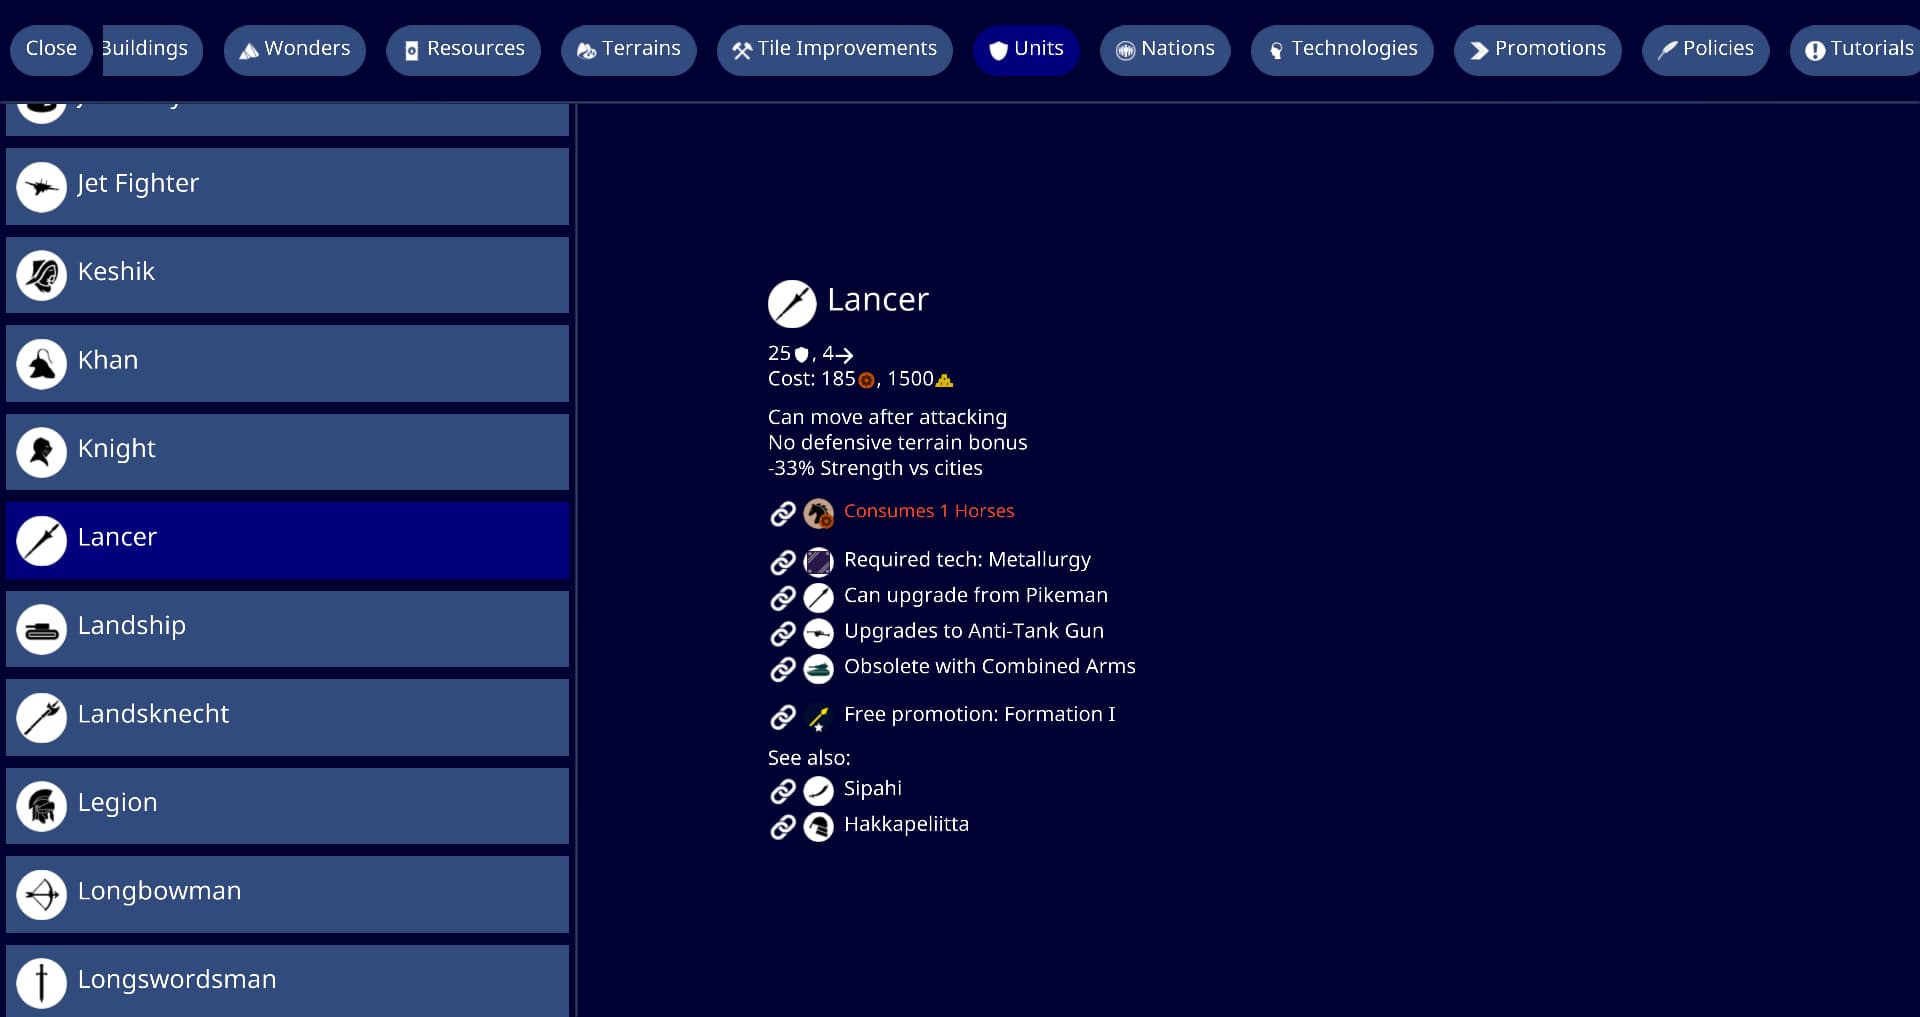 Close
Buildings
Wonders
Resources
Terrains
Tile Improvements
Units
Nations
Technologies
Promotions
Policies
Tutorials
Jet Fighter
Keshik
Khan
Knight
Lancer
Landship
Landsknecht
Legion
Longbowman
Longswordsman
Lancer
25, 4
Cost: 185, 1500
Can move after attacking
No defensive terrain bonus
-33% Strength vs cities
Consumes 1 Horses
Required tech: Metallurgy
Can upgrade from Pikeman
Upgrades to Anti-Tank Gun
Obsolete with Combined Arms
Free promotion: Formation I
See also:
Sipahi
Hakkapeliitta